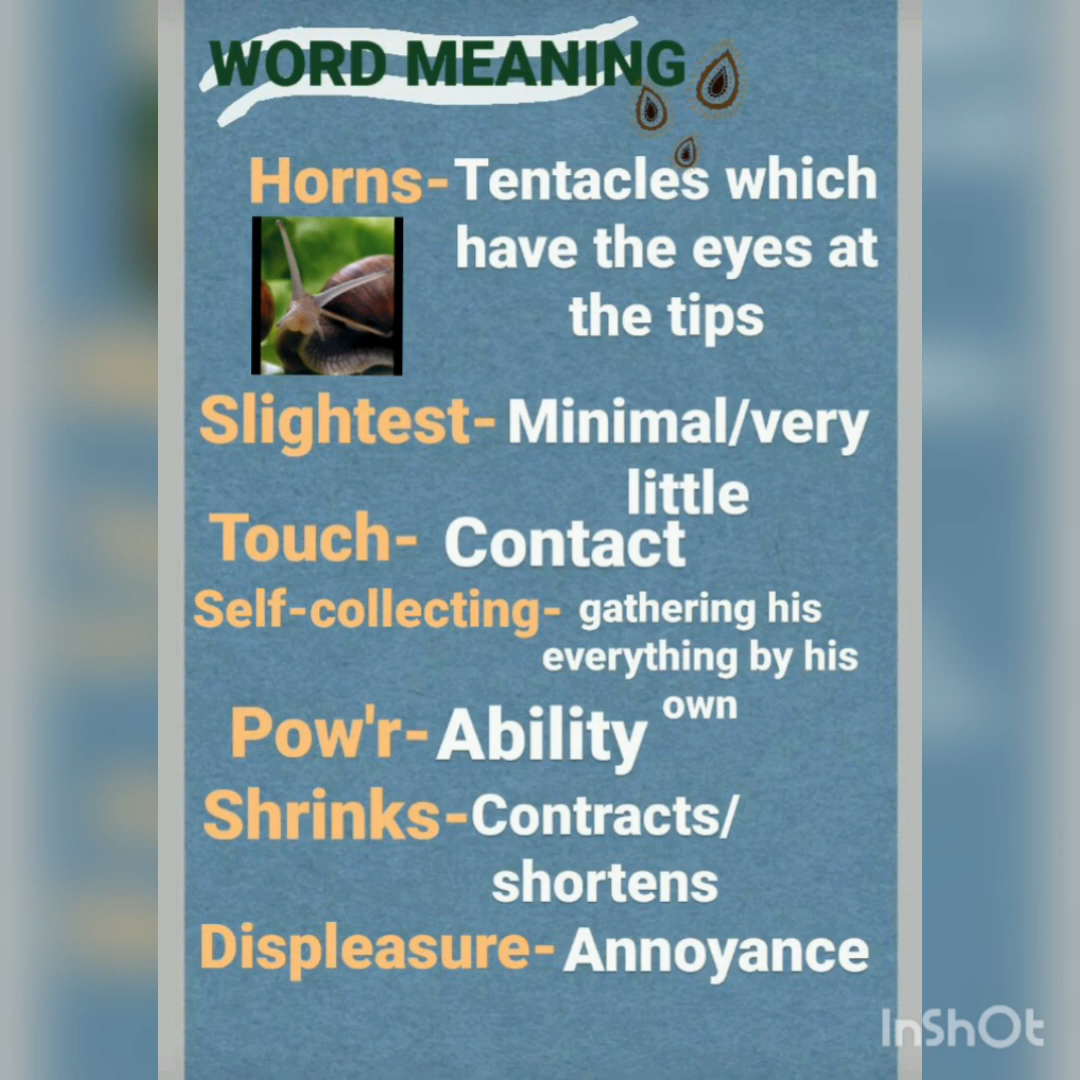 WORD MEANING
Horns-Tentacles which
have the eyes at
the tips
Slightest- Minimal/very
little
Touch- Contact
Self-collecting- gathering his
everything by his
own
Pow'r-Ability
Shrinks-Contracts/
shortens
Displeasure-Annoyance
InShOt